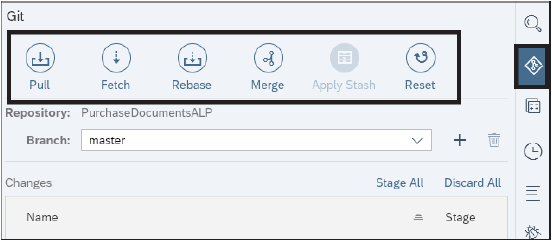 Git
Pull Fetch Rebase Merge Apply Stash Reset
Repository: PurchaseDocumentsALP
Branch: master
Changes Stage All Discard All
Name Stage